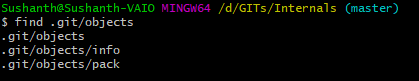 Sushanth@Sushanth-VAIO MINGW64 /d/GITs/Internals (master)
$ find .git/objects
.git/objects
.git/objects/info
.git/objects/pack